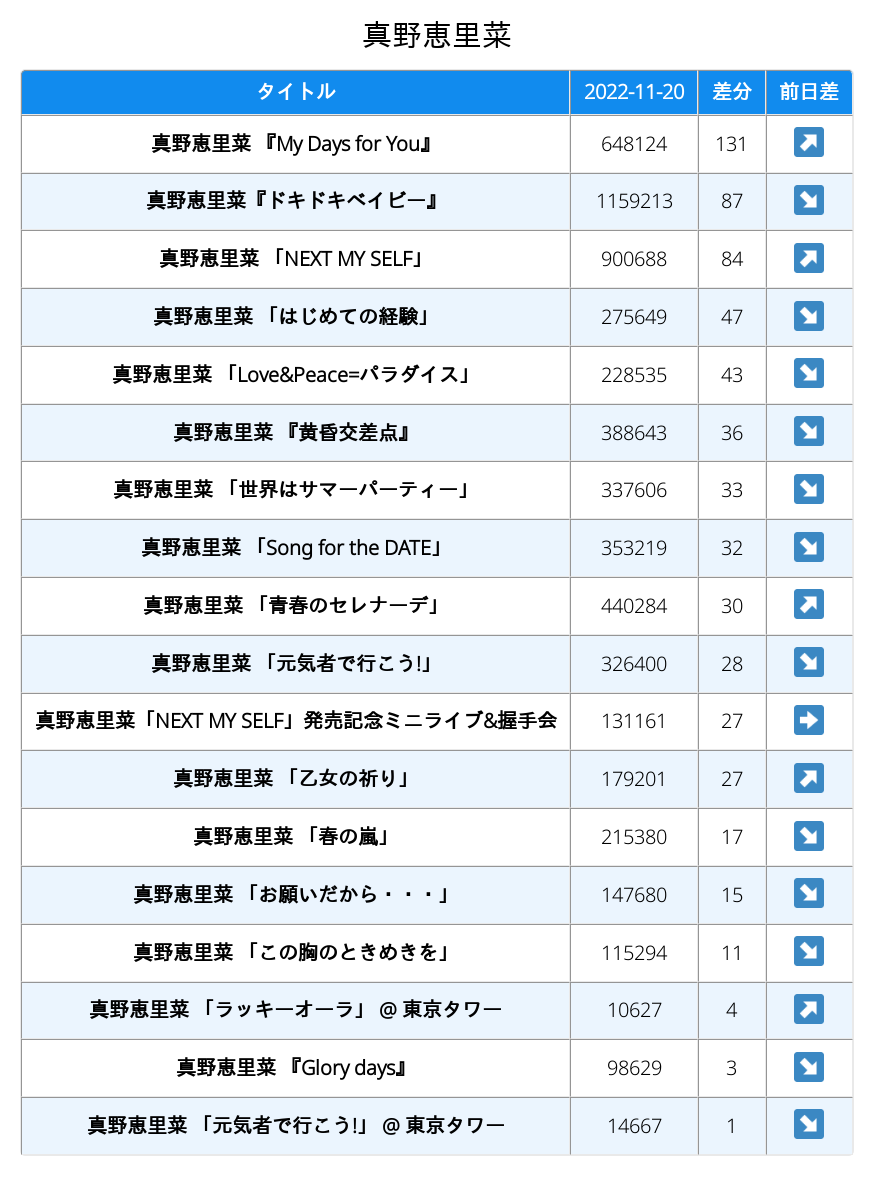 真野恵里菜
タイトル 2022-11-20 差分 前日差
真野恵里菜 『My Days for You』 648124 131 ↗
真野恵里菜『ドキドキベイビー』 1159213 87 ↘
真野恵里菜 「NEXT MY SELF」 900688 84 ↗
真野恵里菜 「はじめての経験」 275649 47 ↘
真野恵里菜 「Love&Peace=パラダイス」 228535 43 ↘
真野恵里菜 『黄昏交差点』 388643 36 ↘
真野恵里菜 「世界はサマーパーティー」 337606 33 ↘
真野恵里菜 「Song for the DATE」 353219 32 ↘
真野恵里菜 「青春のセレナーデ」 440284 30 ↗
真野恵里菜 「元気者で行こう!」 326400 28 ↘
真野恵里菜「NEXT MY SELF」発売記念ミニライブ&握手会 131161 27 ➡
真野恵里菜 「乙女の祈り」 179201 27 ↗
真野恵里菜 「春の嵐」 215380 17 ↘
真野恵里菜 「お願いだから・・・」 147680 15 ↘
真野恵里菜 「この胸のときめきを」 115294 11 ↘
真野恵里菜 「ラッキーオーラ」 @ 東京タワー 10627 4 ↗
真野恵里菜 『Glory days』 98629 3 ↘
真野恵里菜 「元気者で行こう!」 @ 東京タワー 14667 1 ↘